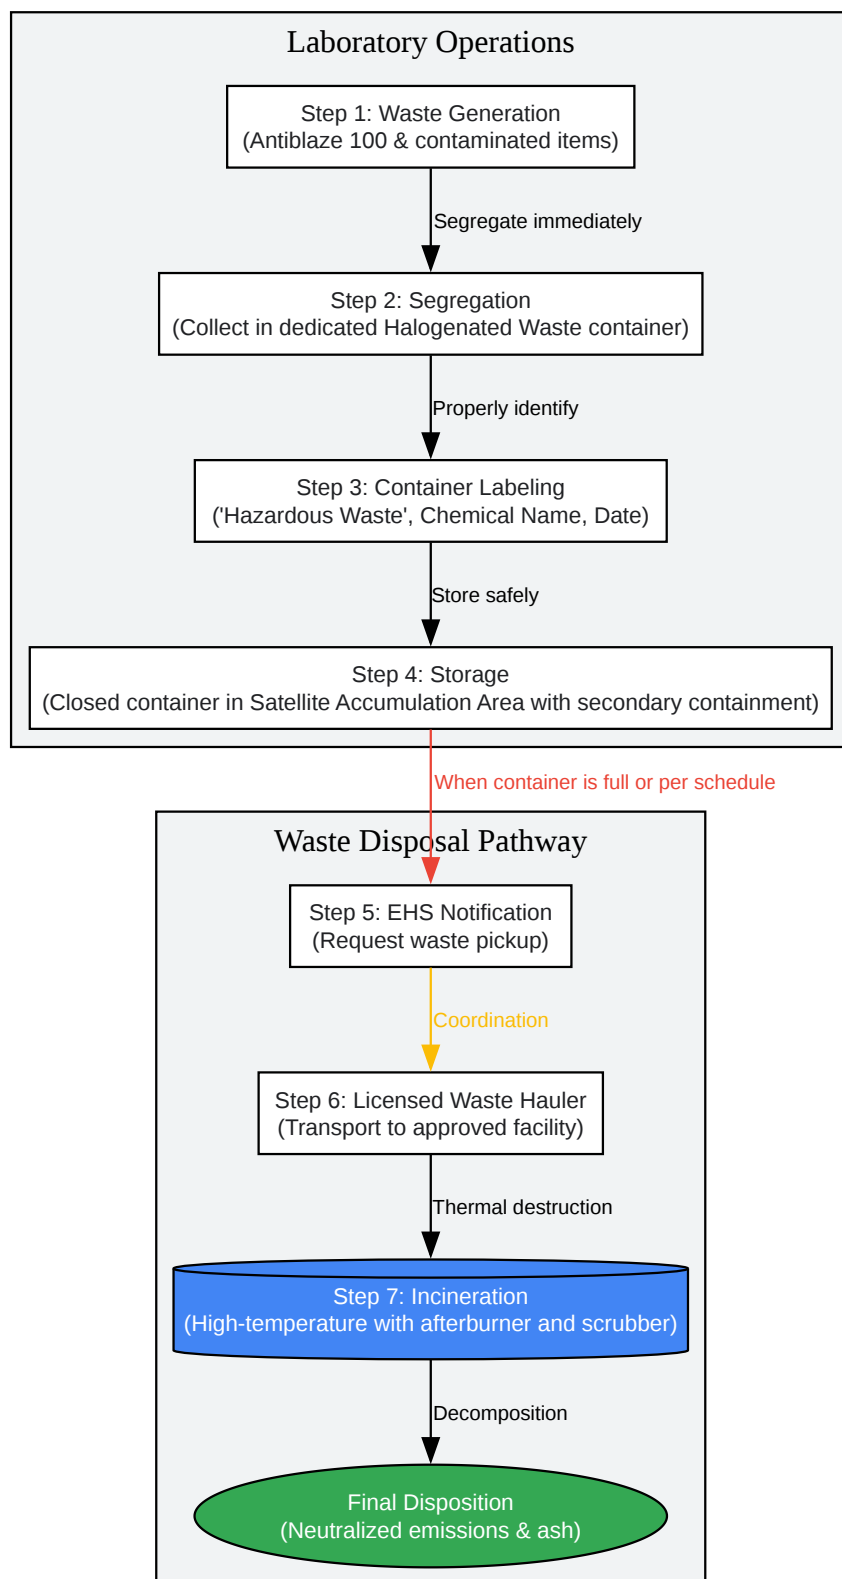 Laboratory Operations
Step 1: Waste Generation
(Antiblaze 100 & contaminated items)
Segregate immediately
Step 2: Segregation
(Collect in dedicated Halogenated Waste container)
Properly identify
Step 3: Container Labeling
('Hazardous Waste', Chemical Name, Date)
Store safely
Step 4: Storage
(Closed container in Satellite Accumulation Area with secondary containment)
When container is full or per schedule
Waste Disposal Pathway
Step 5: EHS Notification
(Request waste pickup)
Coordination
Step 6: Licensed Waste Hauler
(Transport to approved facility)
Thermal destruction
Step 7: Incineration
(High-temperature with afterburner and scrubber)
Decomposition
Final Disposition
(Neutralized emissions & ash)